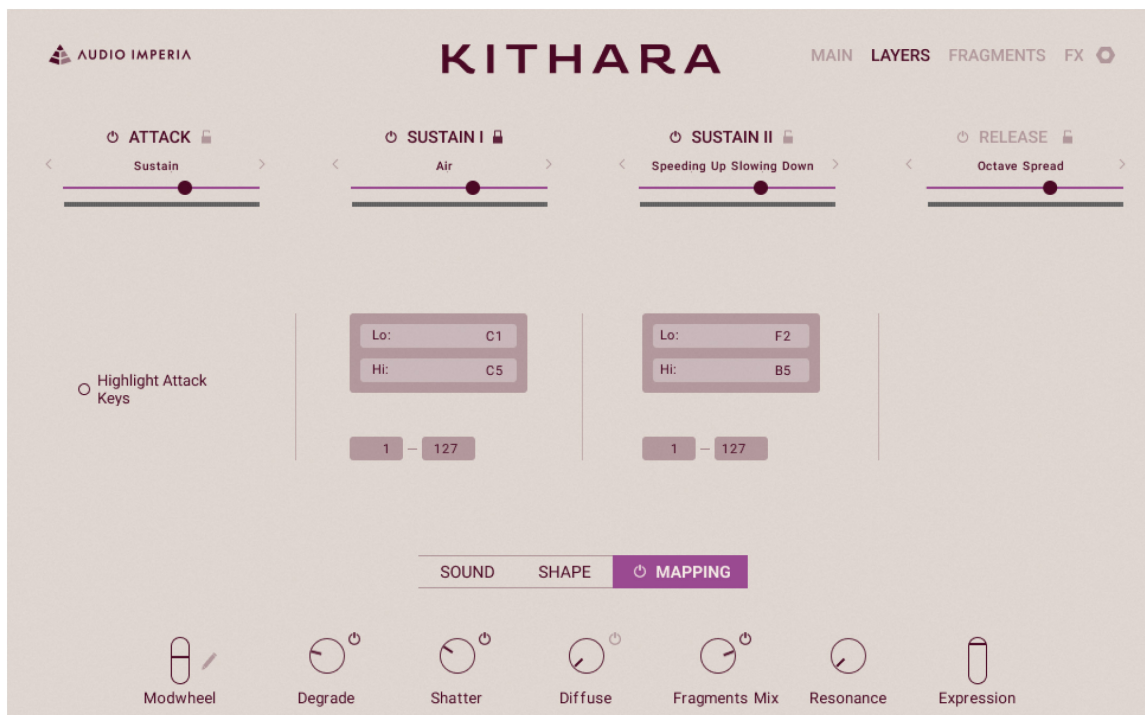 AUDIO IMPERIA
KITHARA
MAIN LAYERS FRAGMENTS FX
ATTACK SUSTAIN I SUSTAIN II RELEASE
Sustain Air Speeding Up Slowing Down Octave Spread
Lo: C1 Lo: F2
Hi: C5 Hi: B5
Highlight Attack
Keys
1 – 127 1 – 127
SOUND SHAPE MAPPING
Modwheel Degrade Shatter Diffuse Fragments Mix Resonance Expression